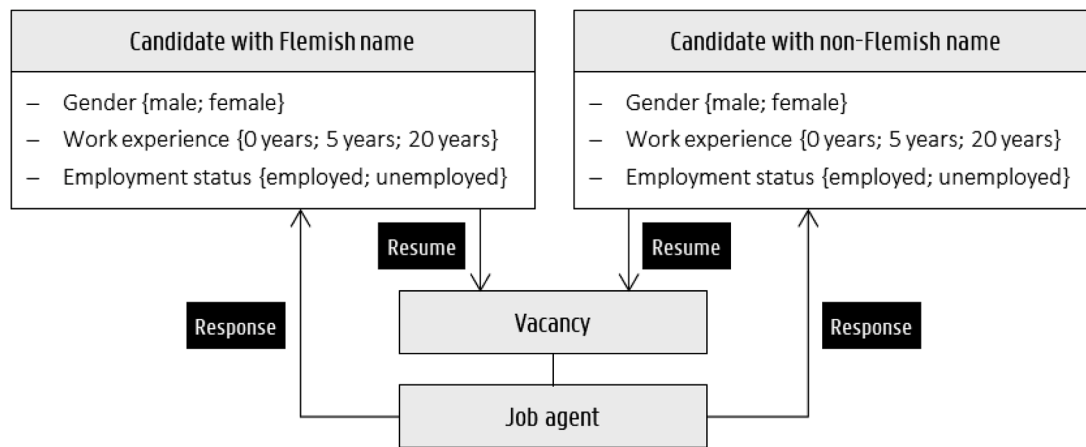 Candidate with Flemish name
– Gender {male; female}
– Work experience {0 years; 5 years; 20 years}
– Employment status {employed; unemployed}
Candidate with non-Flemish name
– Gender {male; female}
– Work experience {0 years; 5 years; 20 years}
– Employment status {employed; unemployed}
Resume
Resume
Response
Vacancy
Response
Job agent